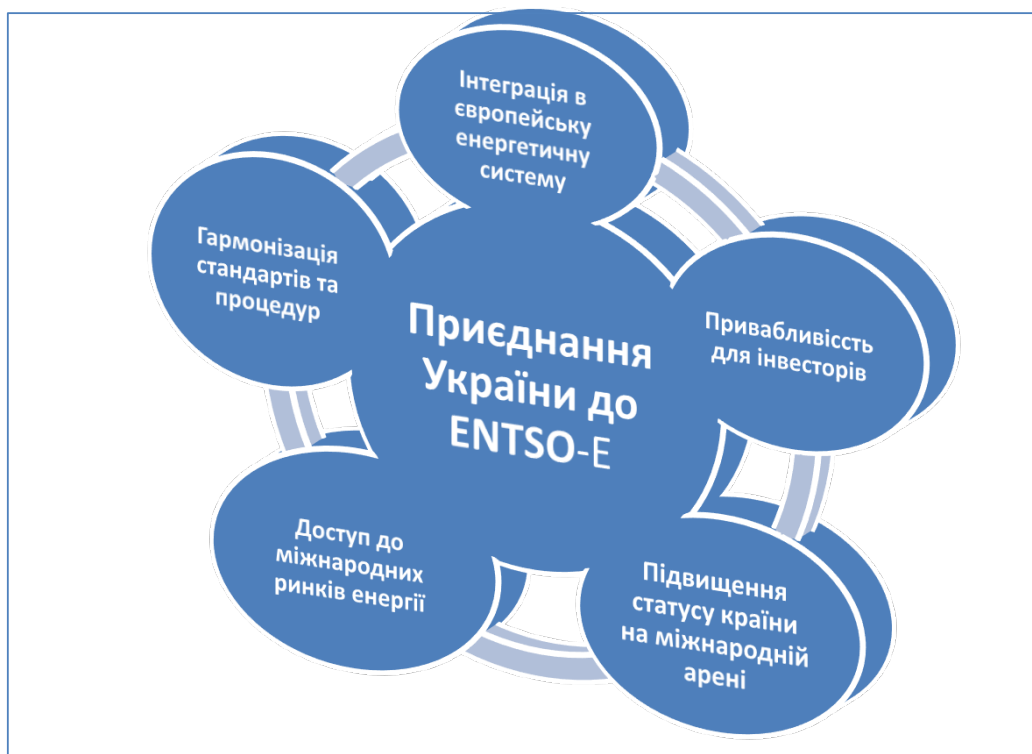 Інтеграція в
європейську
енергетичну
систему
Гармонізація
стандартів та
процедур
Приєднання
України до
ENTSO-E
Привабливіссть
для інвесторів
Доступ до
міжнародних
ринків енергії
Підвищення
статусу країни
на міжнародній
арені